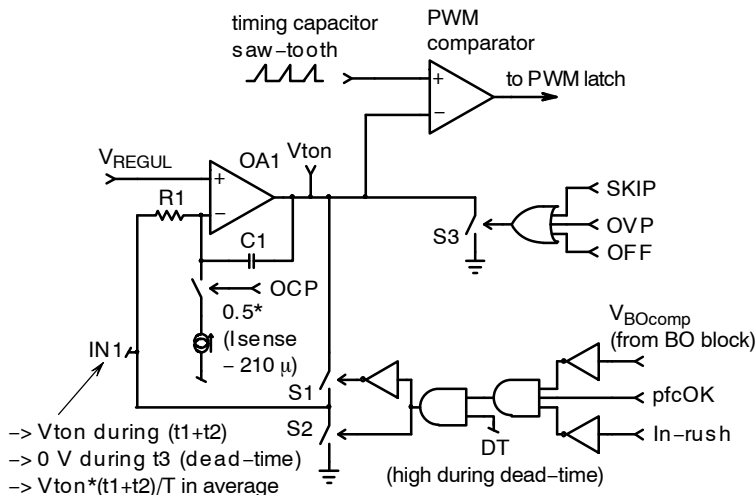 timing capacitor
saw-tooth
PWM
comparator
+
−
to PWM latch
VREGUL
OA1
Vton
+
−
R1
C1
S3
SKIP
OVP
OFF
OCP
0.5*
(Isense
− 210 µ)
IN1
S1
S2
VBOcomp
(from BO block)
pfcOK
In-rush
DT
(high during dead-time)
-> Vton during (t1+t2)
-> 0 V during t3 (dead-time)
-> Vton*(t1+t2)/T in average